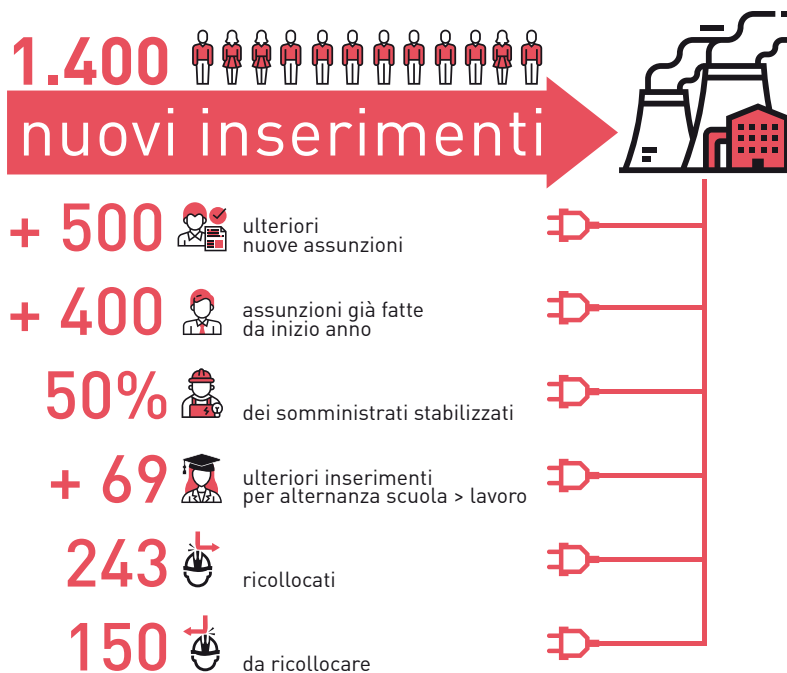 1.400
nuovi inserimenti
+ 500
ulteriori
nuove assunzioni
+ 400
assunzioni già fatte
da inizio anno
50%
dei somministrati stabilizzati
+ 69
ulteriori inserimenti
per alternanza scuola > lavoro
243
ricollocati
150
da ricollocare